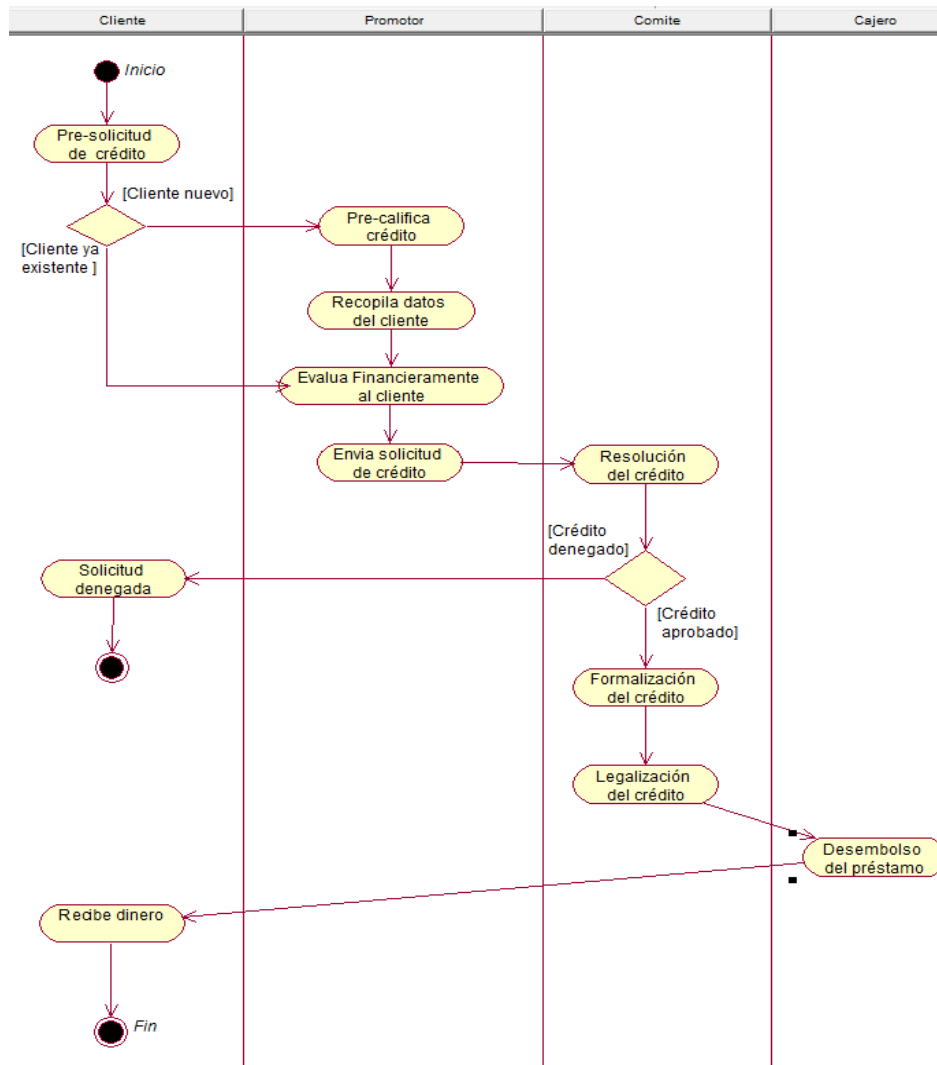 Cliente
Promotor
Comite
Cajero
Inicio
Pre-solicitud
de crédito
[Cliente nuevo]
Pre-califica
crédito
[Cliente ya
existente ]
Recopila datos
del cliente
Evalua Financieramente
al cliente
Envia solicitud
de crédito
Resolución
del crédito
[Crédito
denegado]
Solicitud
denegada
[Crédito
aprobado]
Formalización
del crédito
Legalización
del crédito
Desembolso
del préstamo
Recibe dinero
Fin